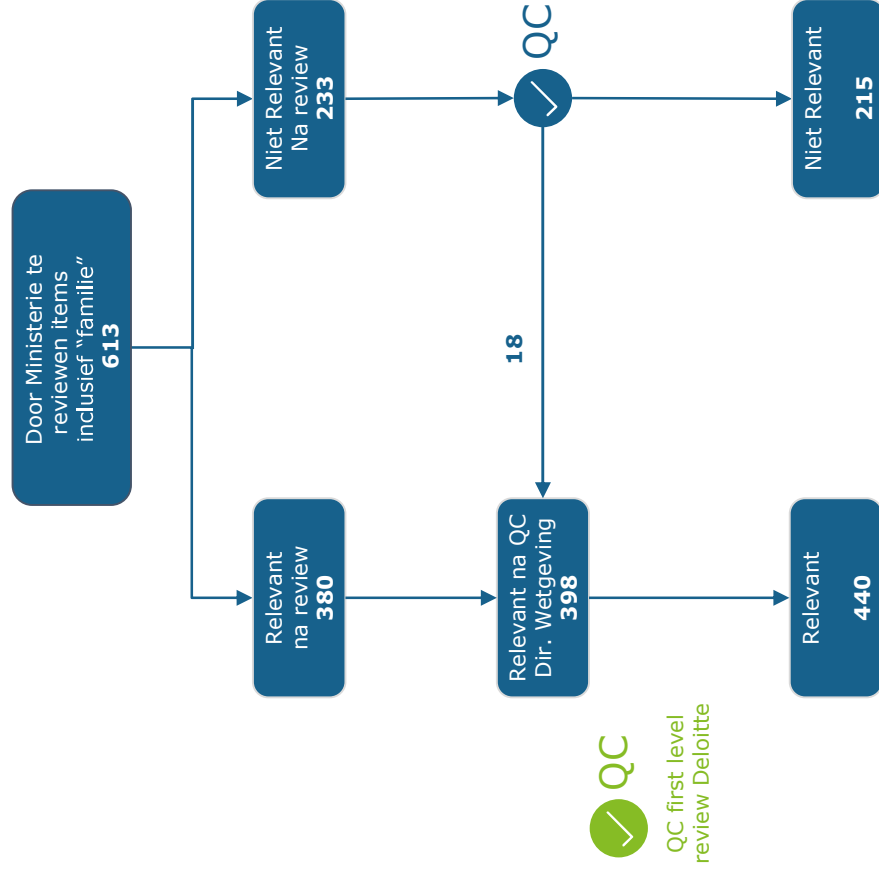 Door Ministerie te
reviewen items
inclusief “familie”
613
Relevant
na review
380
Niet Relevant
Na review
233
QC
18
Relevant na QC
Dir. Wetgeving
398
QC
QC first level
review Deloitte
Relevant
440
Niet Relevant
215